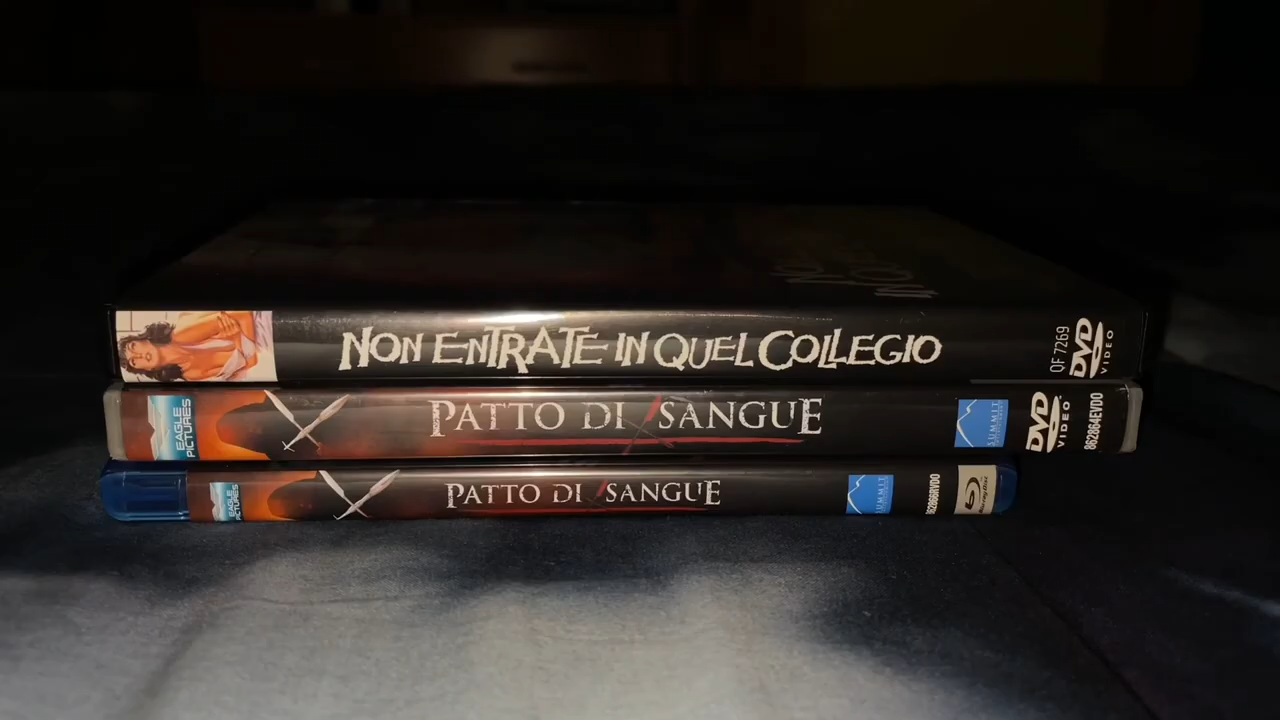 NON ENTRATE IN QUEL COLLEGIO
QF 7269
DVD
VIDEO
EAGLE
PICTURES
PATTO DI SANGUE
SUMMIT
DVD
VIDEO
862864EVDO
EAGLE
PICTURES
PATTO DI SANGUE
SUMMIT
862866RVDO
Blu-ray Disc